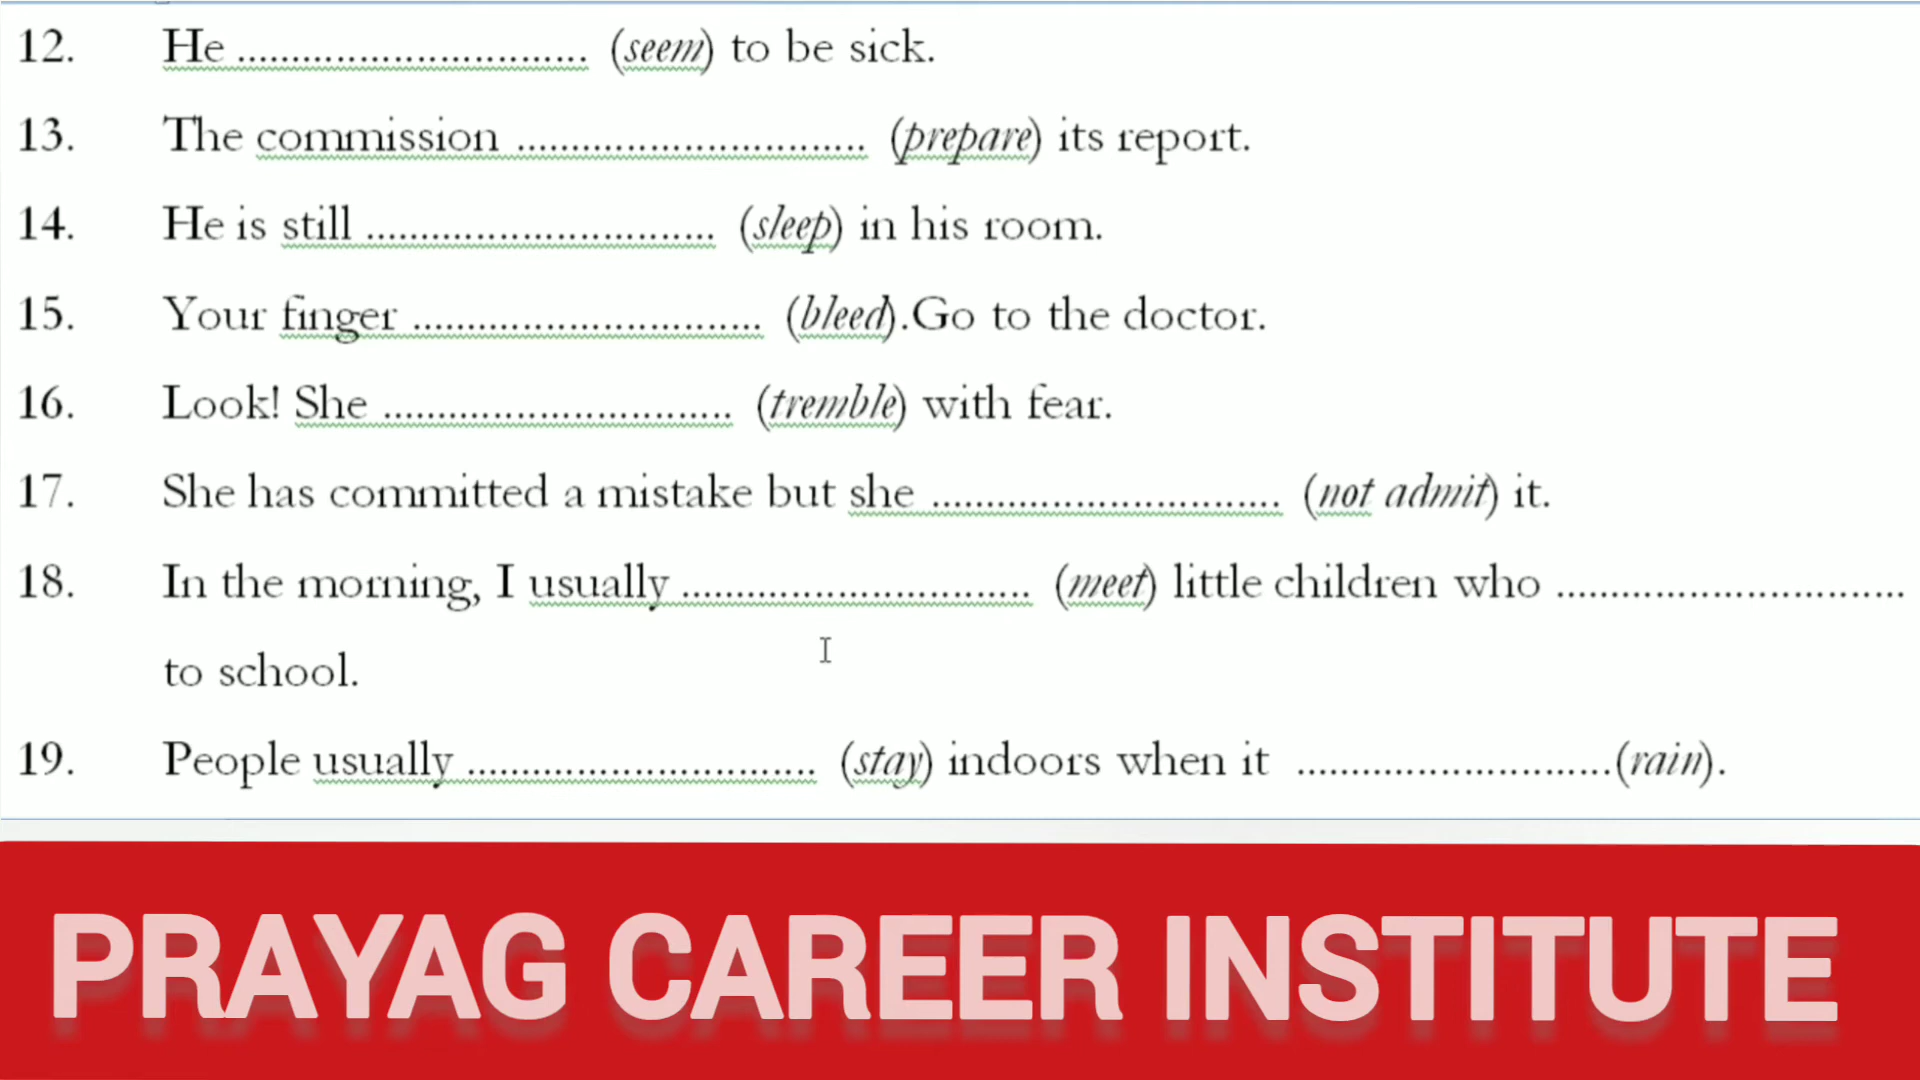 12. He ................................ (seem) to be sick.
13. The commission ................................ (prepare) its report.
14. He is still ................................ (sleep) in his room.
15. Your finger ................................ (bleed).Go to the doctor.
16. Look! She ................................ (tremble) with fear.
17. She has committed a mistake but she ................................ (not admit) it.
18. In the morning, I usually ................................ (meet) little children who ................................
to school.
19. People usually ................................ (stay) indoors when it .............................(rain).
PRAYAG CAREER INSTITUTE